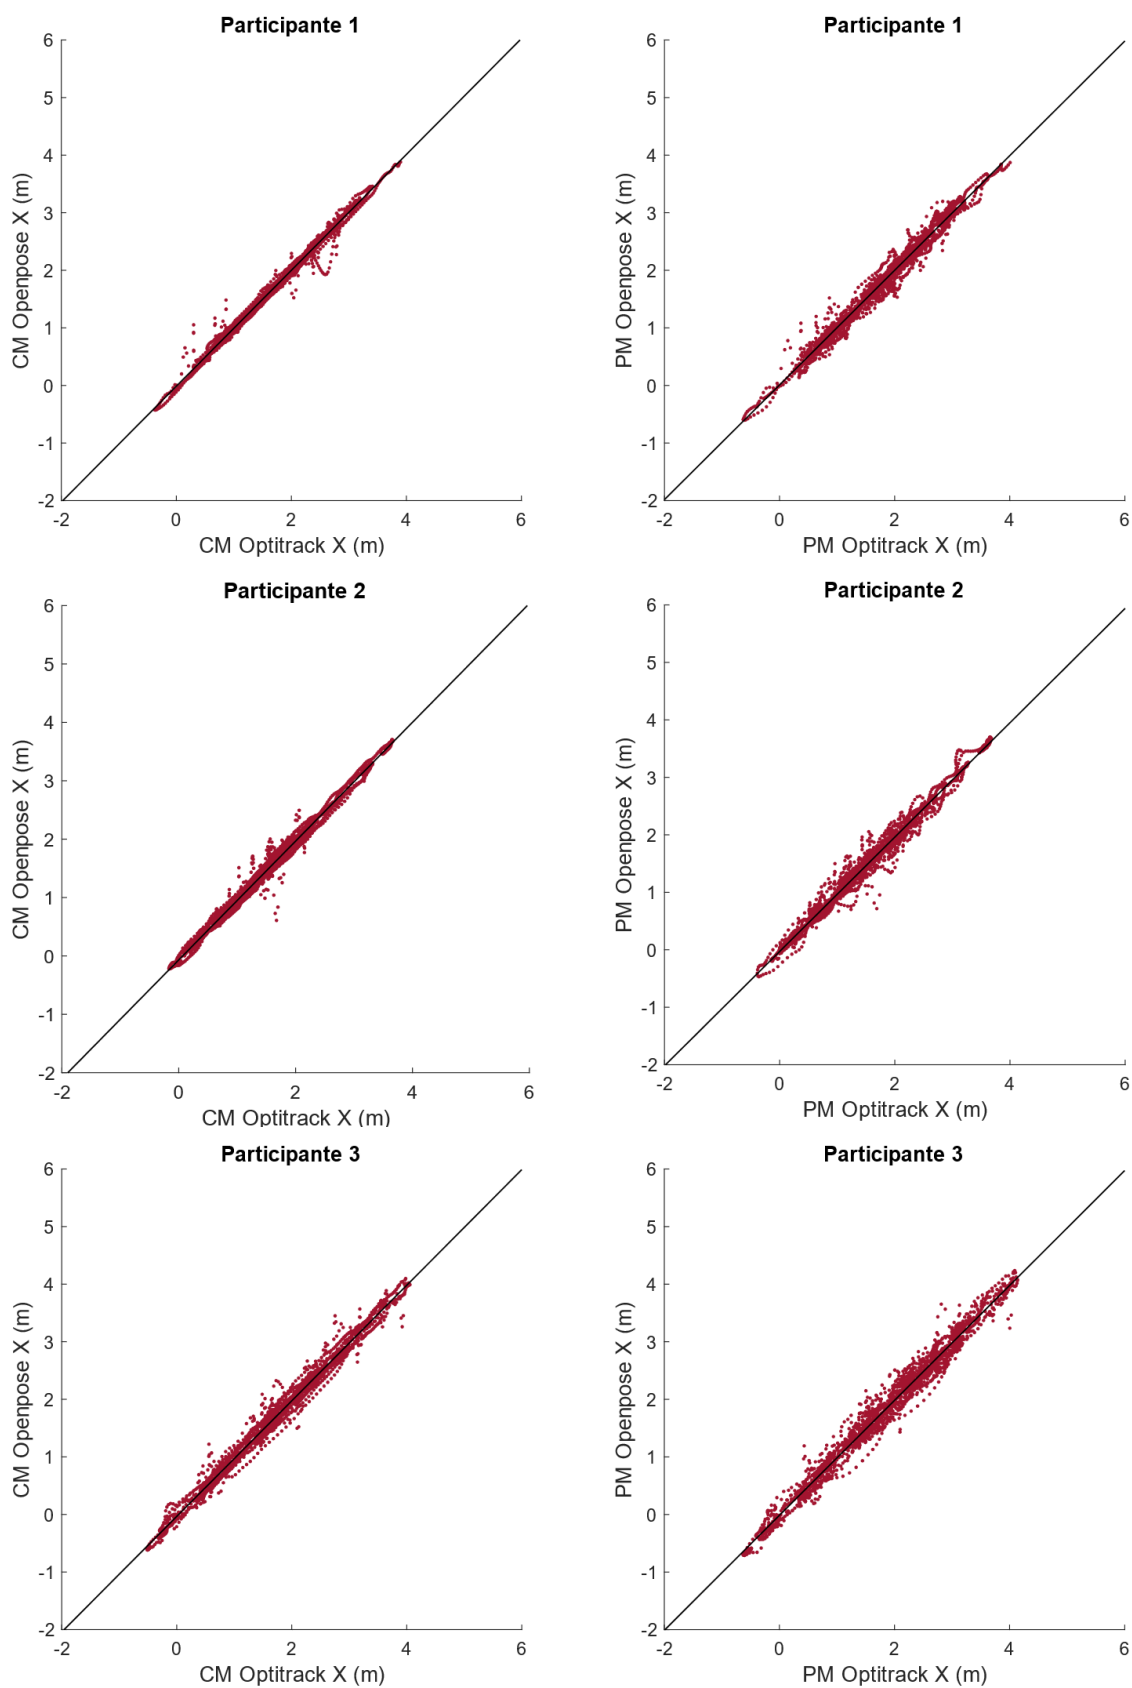 Participante 1
6
5
4
3
2
1
0
-1
-2
CM Openpose X (m)
-2 0 2 4 6
CM Optitrack X (m)
Participante 1
6
5
4
3
2
1
0
-1
-2
PM Openpose X (m)
-2 0 2 4 6
PM Optitrack X (m)
Participante 2
6
5
4
3
2
1
0
-1
-2
CM Openpose X (m)
-2 0 2 4 6
CM Optitrack X (m)
Participante 2
6
5
4
3
2
1
0
-1
-2
PM Openpose X (m)
-2 0 2 4 6
PM Optitrack X (m)
Participante 3
6
5
4
3
2
1
0
-1
-2
CM Openpose X (m)
-2 0 2 4 6
CM Optitrack X (m)
Participante 3
6
5
4
3
2
1
0
-1
-2
PM Openpose X (m)
-2 0 2 4 6
PM Optitrack X (m)